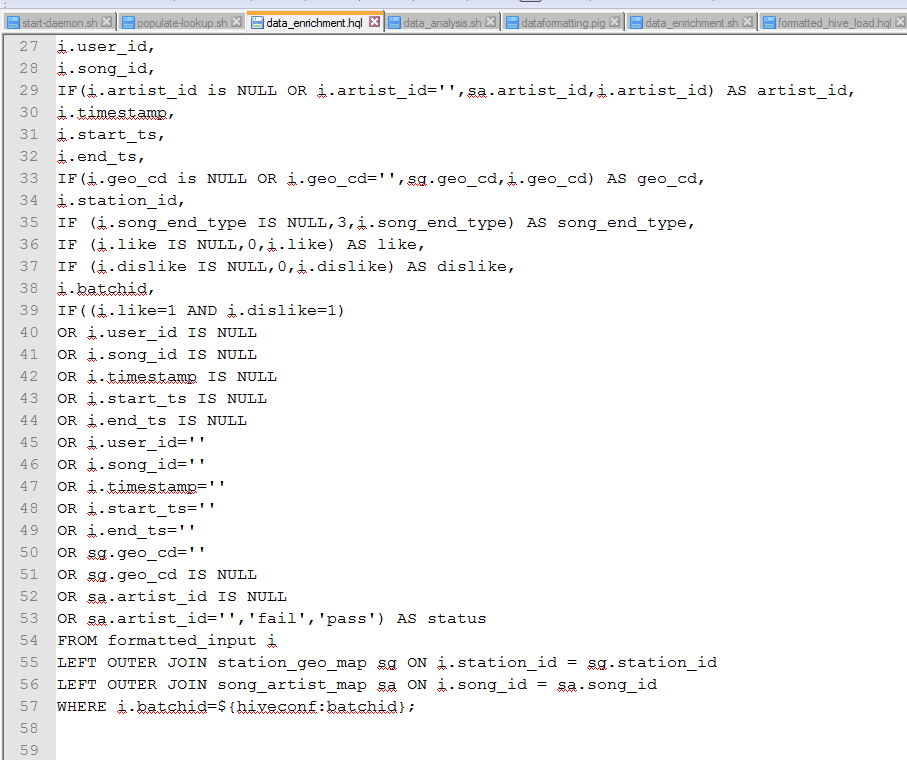 start-daemon.sh populate-lookup.sh data_enrichment.hql data_analysis.sh dataformatting.pig data_enrichment.sh formatted_hive_load.hql
27 i.user_id,
28 i.song_id,
29 IF(i.artist_id is NULL OR i.artist_id='',sa.artist_id,i.artist_id) AS artist_id,
30 i.timestamp,
31 i.start_ts,
32 i.end_ts,
33 IF(i.geo_cd is NULL OR i.geo_cd='',sg.geo_cd,i.geo_cd) AS geo_cd,
34 i.station_id,
35 IF (i.song_end_type IS NULL,3,i.song_end_type) AS song_end_type,
36 IF (i.like IS NULL,0,i.like) AS like,
37 IF (i.dislike IS NULL,0,i.dislike) AS dislike,
38 i.batchid,
39 IF((i.like=1 AND i.dislike=1)
40 OR i.user_id IS NULL
41 OR i.song_id IS NULL
42 OR i.timestamp IS NULL
43 OR i.start_ts IS NULL
44 OR i.end_ts IS NULL
45 OR i.user_id=''
46 OR i.song_id=''
47 OR i.timestamp=''
48 OR i.start_ts=''
49 OR i.end_ts=''
50 OR sg.geo_cd=''
51 OR sg.geo_cd IS NULL
52 OR sa.artist_id IS NULL
53 OR sa.artist_id='','fail','pass') AS status
54 FROM formatted_input i
55 LEFT OUTER JOIN station_geo_map sg ON i.station_id = sg.station_id
56 LEFT OUTER JOIN song_artist_map sa ON i.song_id = sa.song_id
57 WHERE i.batchid=${hiveconf:batchid};
58
59